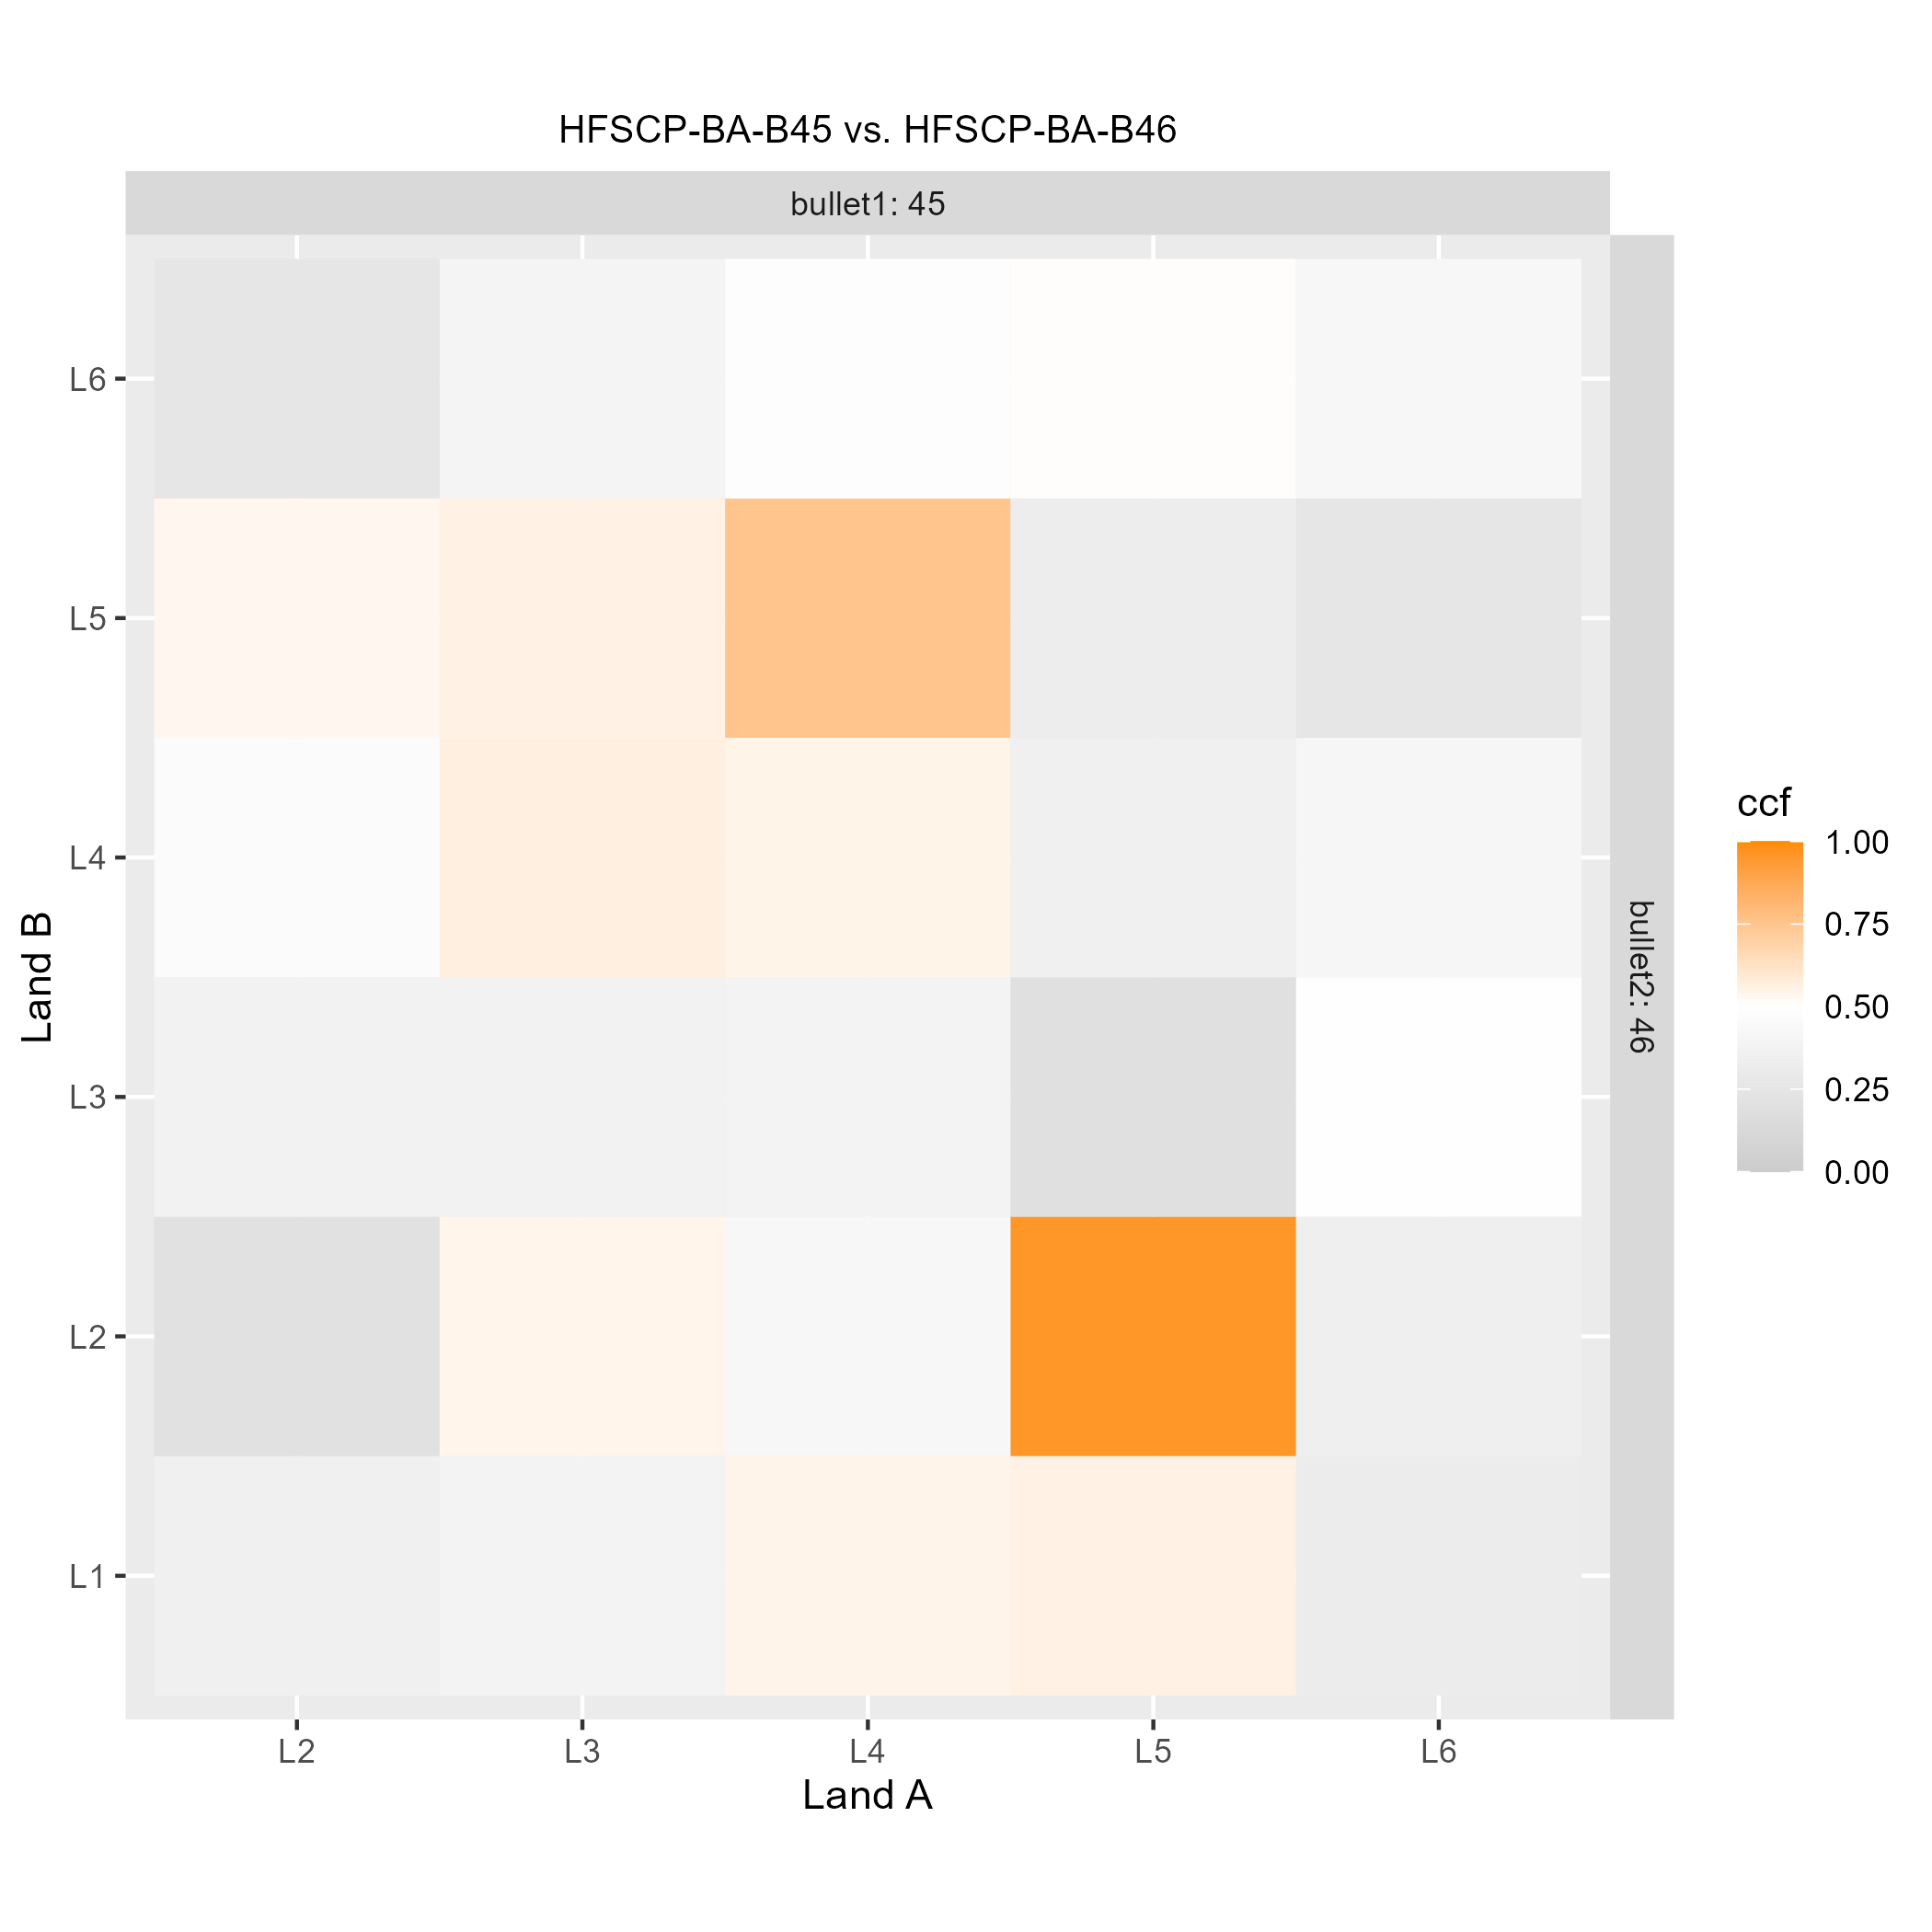 HFSCP-BA-B45 vs. HFSCP-BA-B46
bullet1: 45
L6
L5
L4
L3
L2
L1
Land B
bullet2: 46
ccf
1.00
0.75
0.50
0.25
0.00
L2 L3 L4 L5 L6
Land A